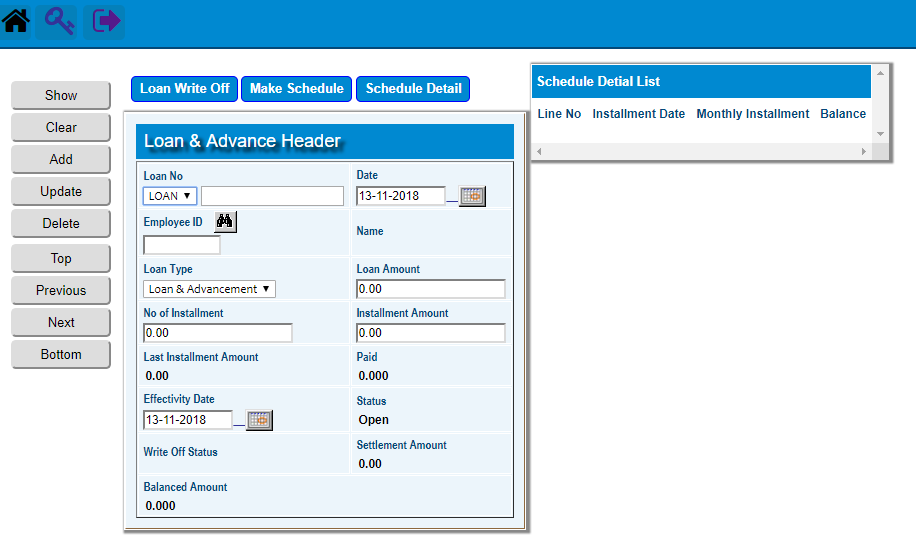 Show
Clear
Add
Update
Delete
Top
Previous
Next
Bottom
Loan Write Off Make Schedule Schedule Detail
Loan & Advance Header
Loan No Date
LOAN 13-11-2018
Employee ID
Name
Loan Type Loan Amount
Loan & Advancement 0.00
No of Installment Installment Amount
0.00 0.00
Last Installment Amount Paid
0.00 0.000
Effectivity Date Status
13-11-2018 Open
Write Off Status Settlement Amount
0.00
Balanced Amount
0.000
Schedule Detial List
Line No Installment Date Monthly Installment Balance